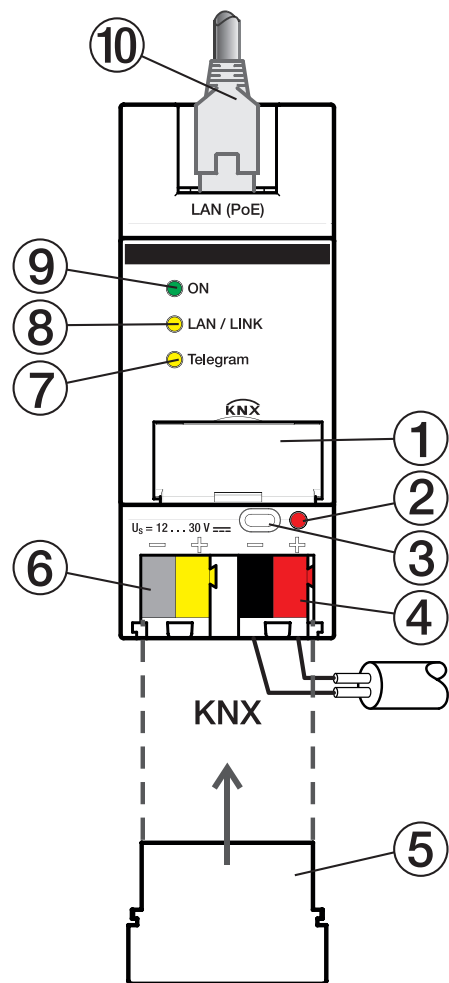 10
LAN (PoE)
9
ON
8
LAN / LINK
7
Telegram
KNX
1
2
Us = 12 . . . 30 V ⎓
3
− + − +
6
4
KNX
5